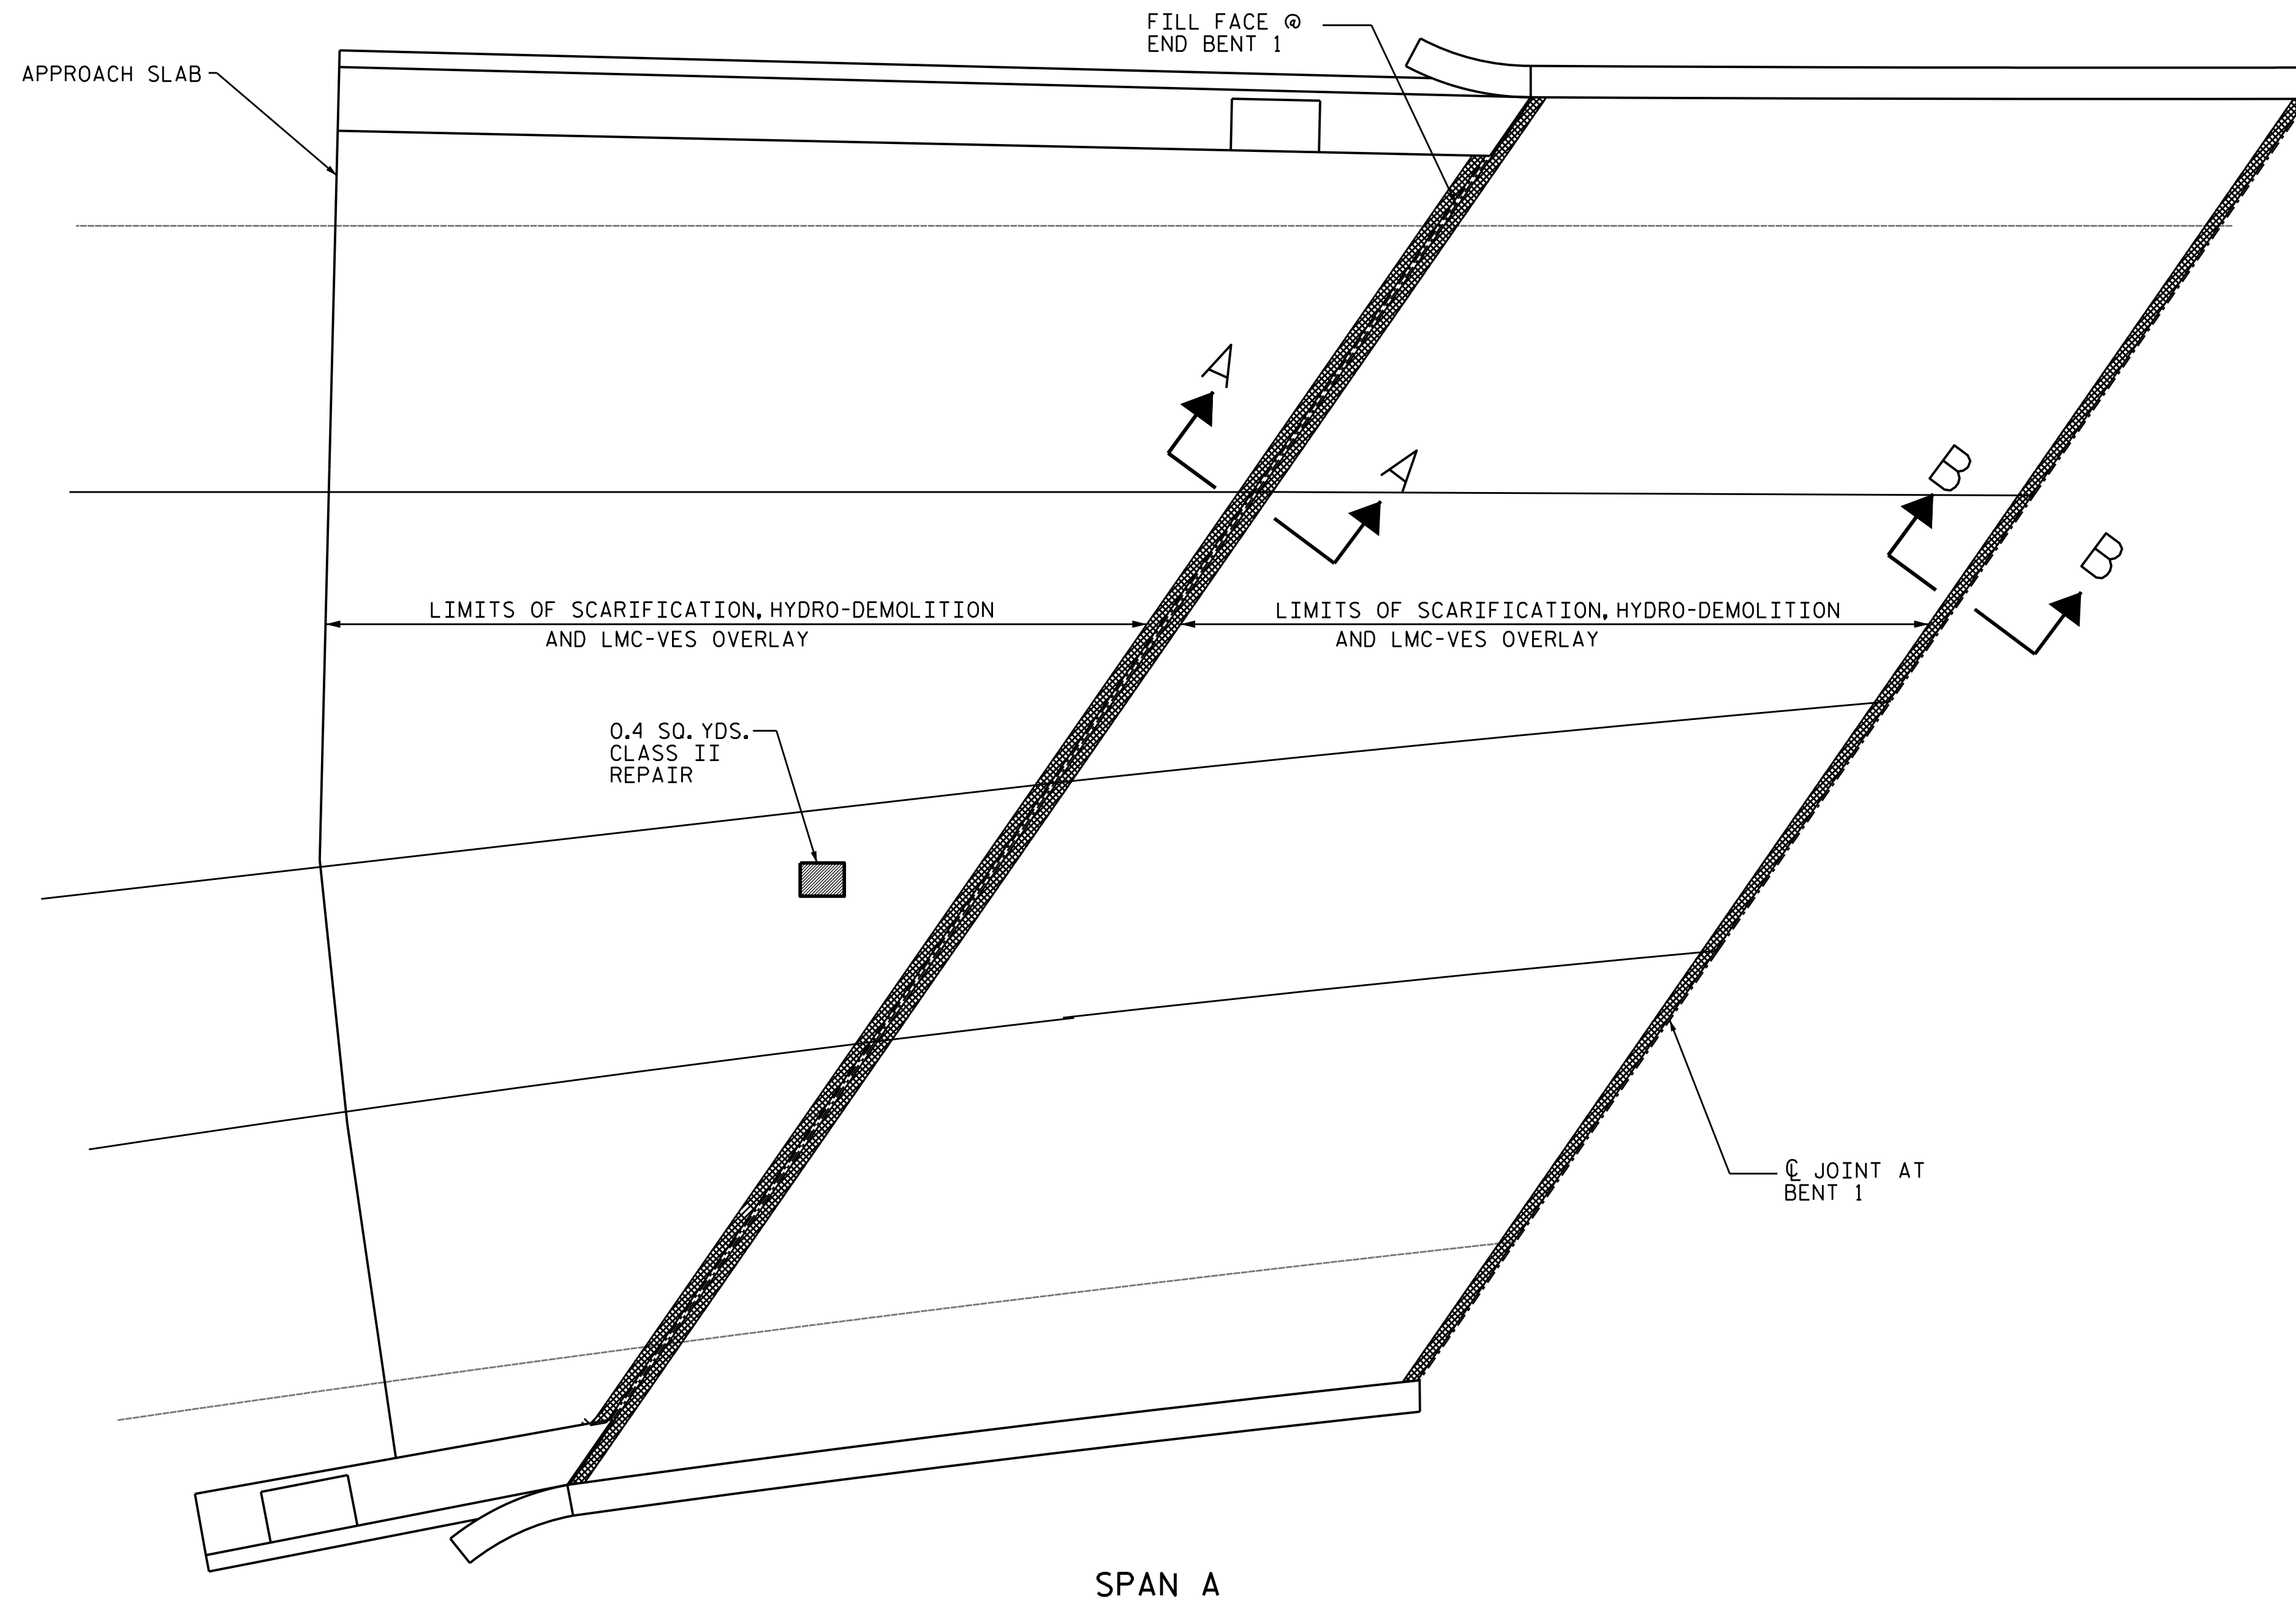 FILL FACE @
END BENT 1
APPROACH SLAB
A
A
B
B
LIMITS OF SCARIFICATION, HYDRO-DEMOLITION
AND LMC-VES OVERLAY
LIMITS OF SCARIFICATION, HYDRO-DEMOLITION
AND LMC-VES OVERLAY
0.4 SQ. YDS.
CLASS II
REPAIR
℄ JOINT AT
BENT 1
SPAN A